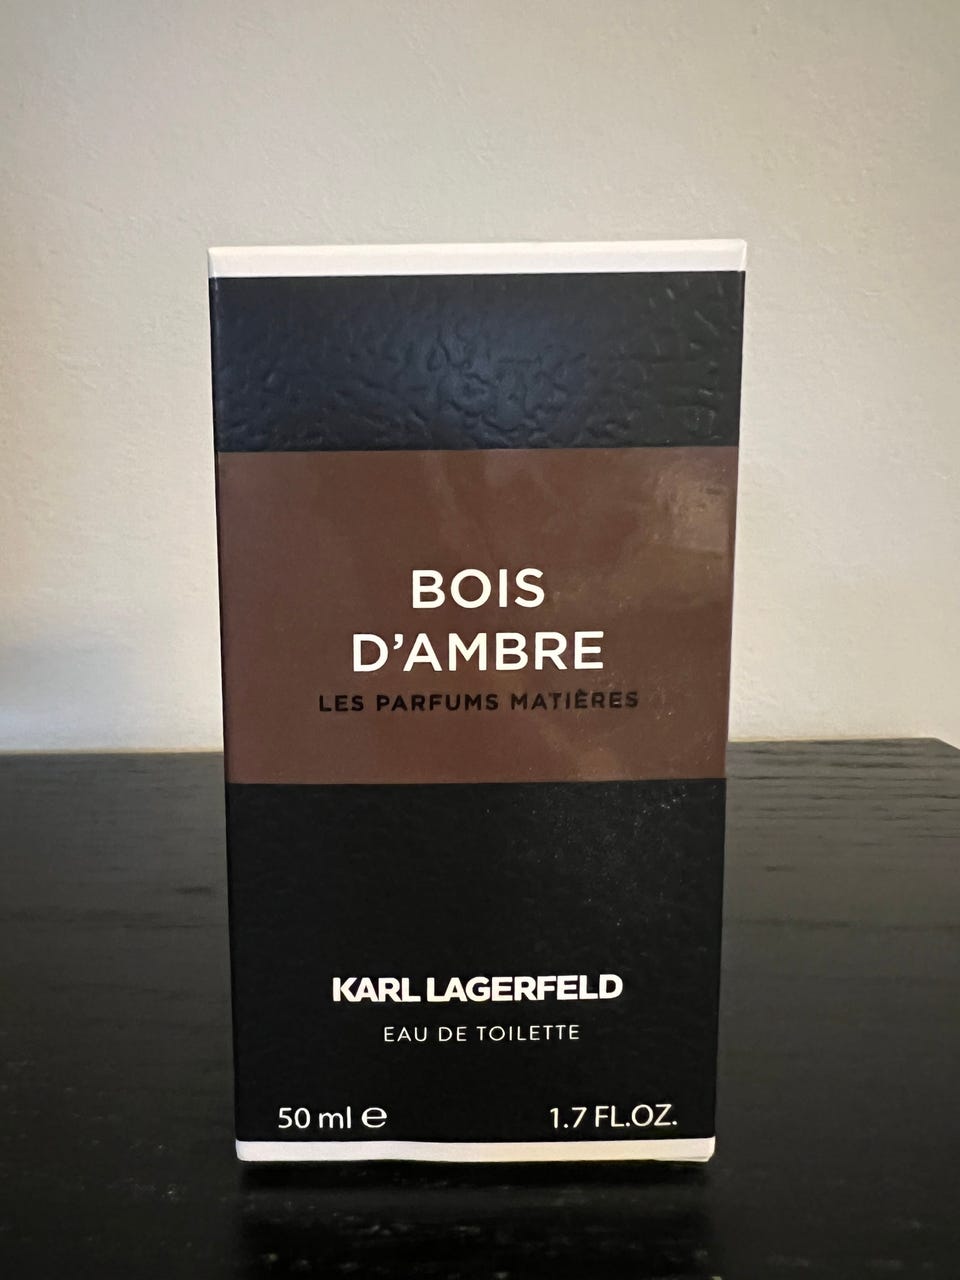 BOIS
D'AMBRE
LES PARFUMS MATIÈRES
KARL LAGERFELD
EAU DE TOILETTE
50 ml ℮ 1.7 FL.OZ.